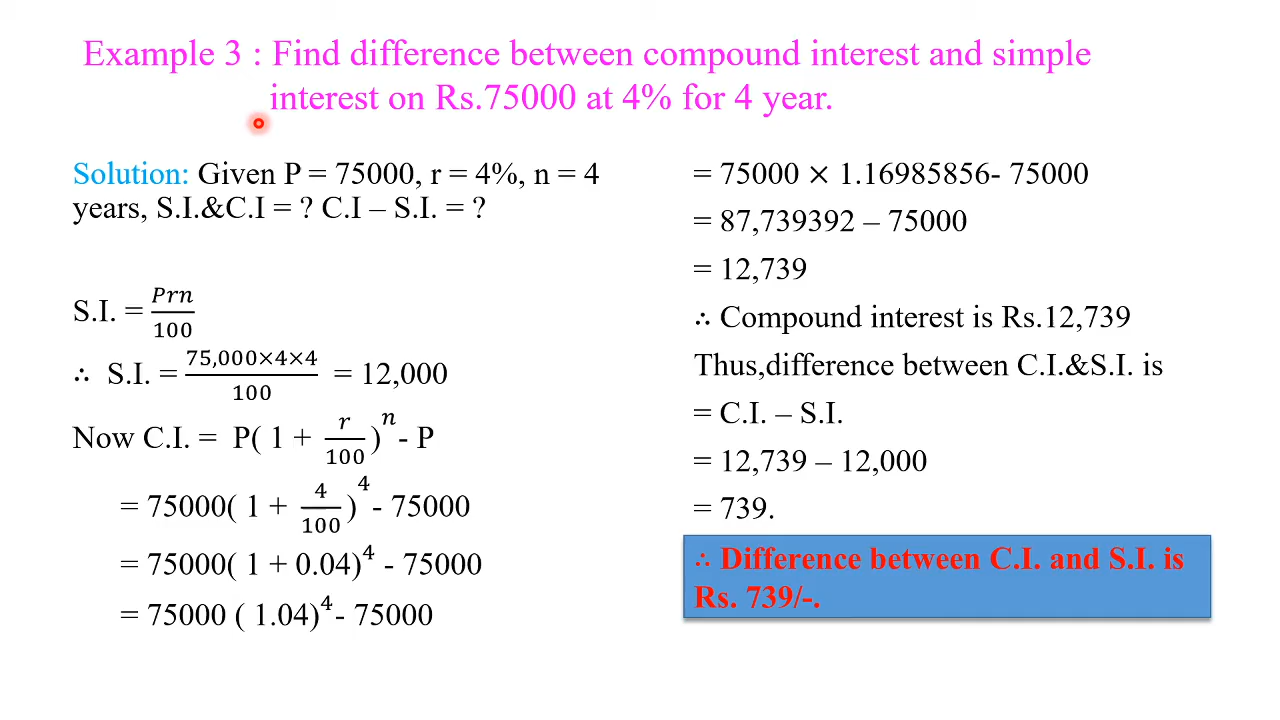 Example 3 : Find difference between compound interest and simple
interest on Rs.75000 at 4% for 4 year.
Solution: Given P = 75000, r = 4%, n = 4
years, S.I.&C.I = ? C.I – S.I. = ?
S.I. = 𝑃𝑟𝑛/100
∴ S.I. = 75,000×4×4/100 = 12,000
Now C.I. = P( 1 + 𝑟/100)^𝑛 - P
= 75000( 1 + 4/100)^4 - 75000
= 75000( 1 + 0.04)^4 - 75000
= 75000 ( 1.04)^4 - 75000
= 75000 × 1.16985856- 75000
= 87,739392 – 75000
= 12,739
∴ Compound interest is Rs.12,739
Thus,difference between C.I.&S.I. is
= C.I. – S.I.
= 12,739 – 12,000
= 739.
∴ Difference between C.I. and S.I. is
Rs. 739/-.